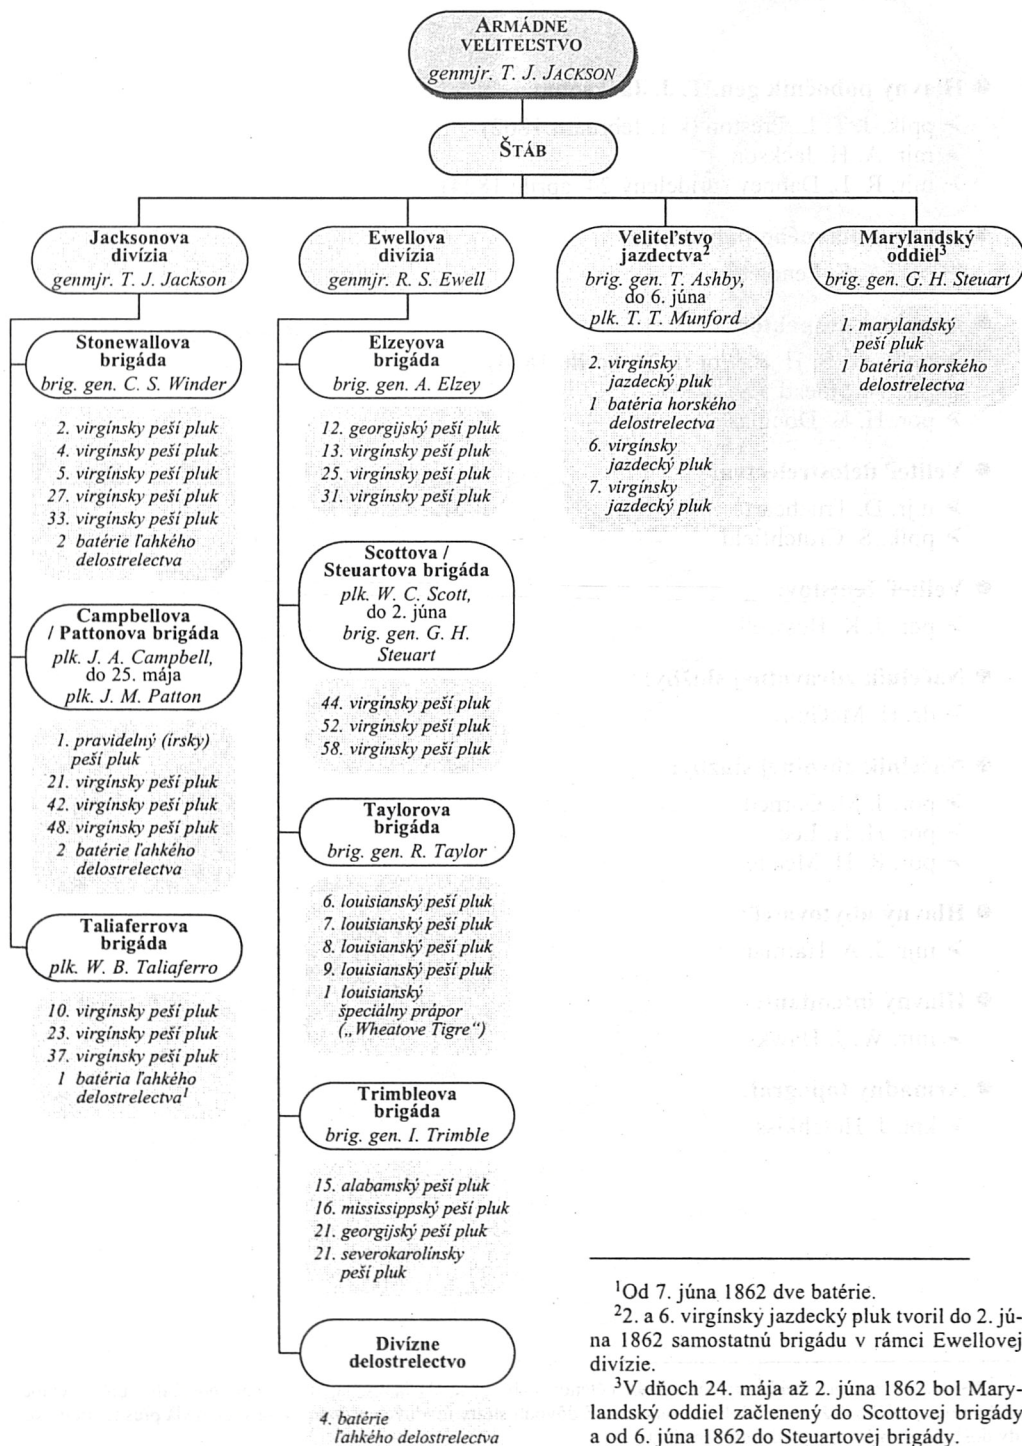 ARMÁDNE
VELITEĽSTVO
genmjr. T. J. JACKSON
ŠTÁB
Jacksonova
divízia
genmjr. T. J. Jackson
Stonewallova
brigáda
brig. gen. C. S. Winder
2. virgínsky peší pluk
4. virgínsky peší pluk
5. virgínsky peší pluk
27. virgínsky peší pluk
33. virgínsky peší pluk
2 batérie ľahkého
delostrelectva
Campbellova
/ Pattonova brigáda
plk. J. A. Campbell,
do 25. mája
plk. J. M. Patton
1. pravidelný (írsky)
peší pluk
21. virgínsky peší pluk
42. virgínsky peší pluk
48. virgínsky peší pluk
2 batérie ľahkého
delostrelectva
Taliaferrova
brigáda
plk. W. B. Taliaferro
10. virgínsky peší pluk
23. virgínsky peší pluk
37. virgínsky peší pluk
1 batéria ľahkého
delostrelectva1
Ewellova
divízia
genmjr. R. S. Ewell
Elzeyova
brigáda
brig. gen. A. Elzey
12. georgijský peší pluk
13. virgínsky peší pluk
25. virgínsky peší pluk
31. virgínsky peší pluk
Scottova /
Steuartova brigáda
plk. W. C. Scott,
do 2. júna
brig. gen. G. H.
Steuart
44. virgínsky peší pluk
52. virgínsky peší pluk
58. virgínsky peší pluk
Taylorova
brigáda
brig. gen. R. Taylor
6. louisianský peší pluk
7. louisianský peší pluk
8. louisianský peší pluk
9. louisianský peší pluk
1 louisianský
špeciálny prápor
(„Wheatove Tigre“)
Trimbleova
brigáda
brig. gen. I. Trimble
15. alabamský peší pluk
16. mississippský peší pluk
21. georgijský peší pluk
21. severokarolínsky
peší pluk
Divízne
delostrelectvo
4. batérie
ľahkého delostrelectva
Veliteľstvo
jazdectva2
brig. gen. T. Ashby,
do 6. júna
plk. T. T. Munford
2. virgínsky
jazdecký pluk
1 batéria horského
delostrelectva
6. virgínsky
jazdecký pluk
7. virgínsky
jazdecký pluk
Marylandský
oddiel3
brig. gen. G. H. Steuart
1. marylandský
peší pluk
1 batéria horského
delostrelectva
1Od 7. júna 1862 dve batérie.
22. a 6. virgínsky jazdecký pluk tvoril do 2. jú-
na 1862 samostatnú brigádu v rámci Ewellovej
divízie.
3V dňoch 24. mája až 2. júna 1862 bol Mary-
landský oddiel začlenený do Scottovej brigády
a od 6. júna 1862 do Steuartovej brigády.